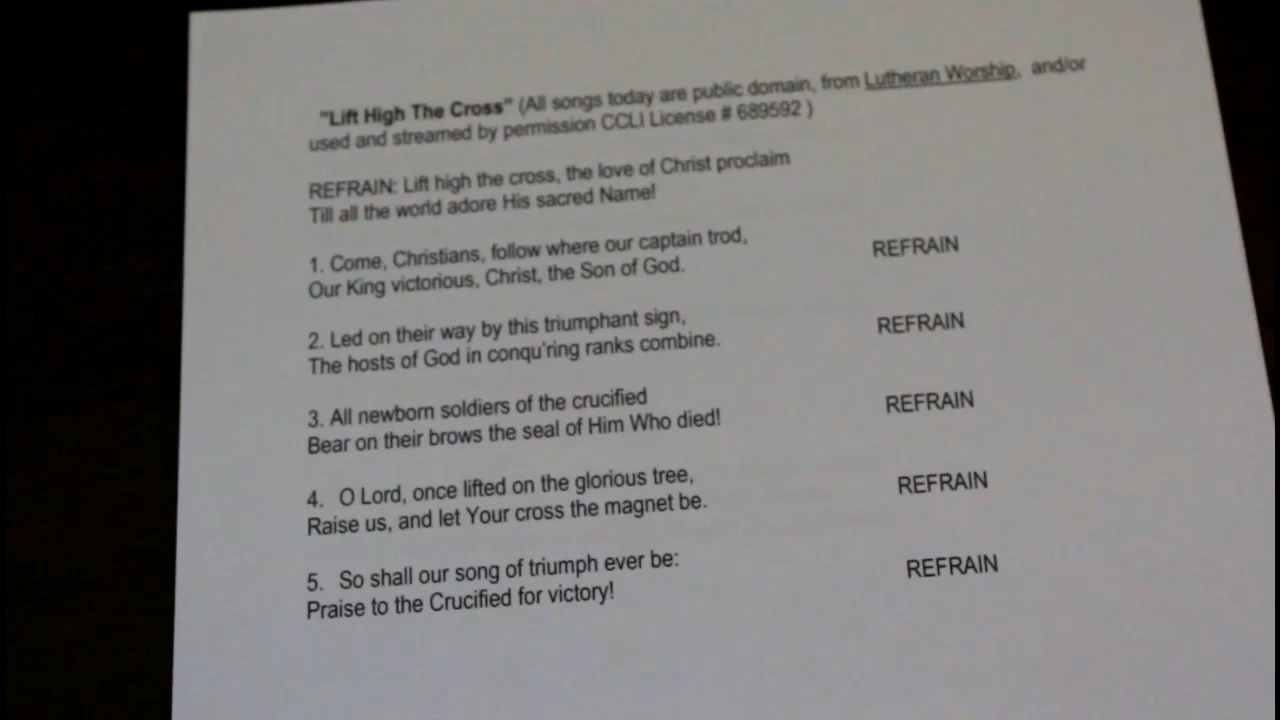 "Lift High The Cross" (All songs today are public domain, from Lutheran Worship, and/or
used and streamed by permission CCLI License # 689592 )
REFRAIN: Lift high the cross, the love of Christ proclaim
Till all the world adore His sacred Name!
1. Come, Christians, follow where our captain trod,
Our King victorious, Christ, the Son of God.
REFRAIN
2. Led on their way by this triumphant sign,
The hosts of God in conqu'ring ranks combine.
REFRAIN
3. All newborn soldiers of the crucified
Bear on their brows the seal of Him Who died!
REFRAIN
4. O Lord, once lifted on the glorious tree,
Raise us, and let Your cross the magnet be.
REFRAIN
5. So shall our song of triumph ever be:
Praise to the Crucified for victory!
REFRAIN